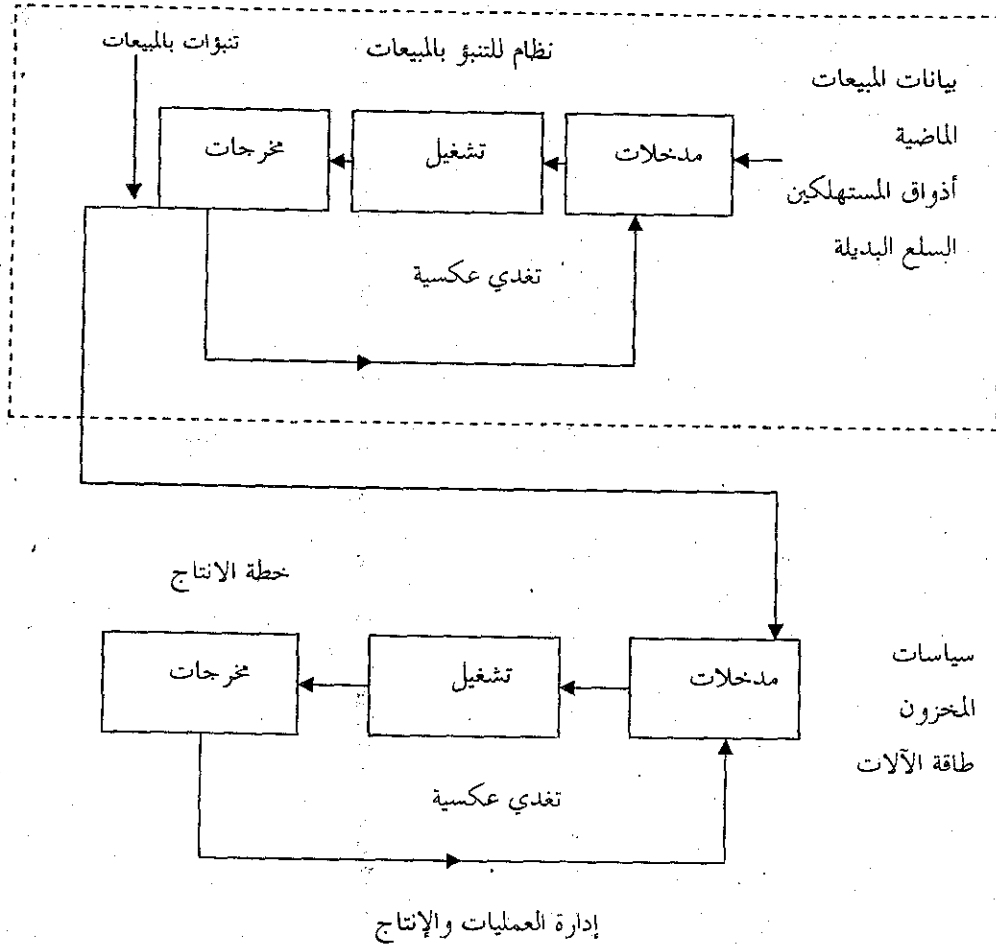 تنبؤات بالمبيعات
نظام للتنبؤ بالمبيعات
بيانات المبيعات
الماضية
أذواق المستهلكين
السلع البديلة
مدخلات
تشغيل
مخرجات
تغدي عكسية
خطة الانتاج
سياسات
المخزون
طاقة الآلات
مدخلات
تشغيل
مخرجات
تغدي عكسية
إدارة العمليات والإنتاج